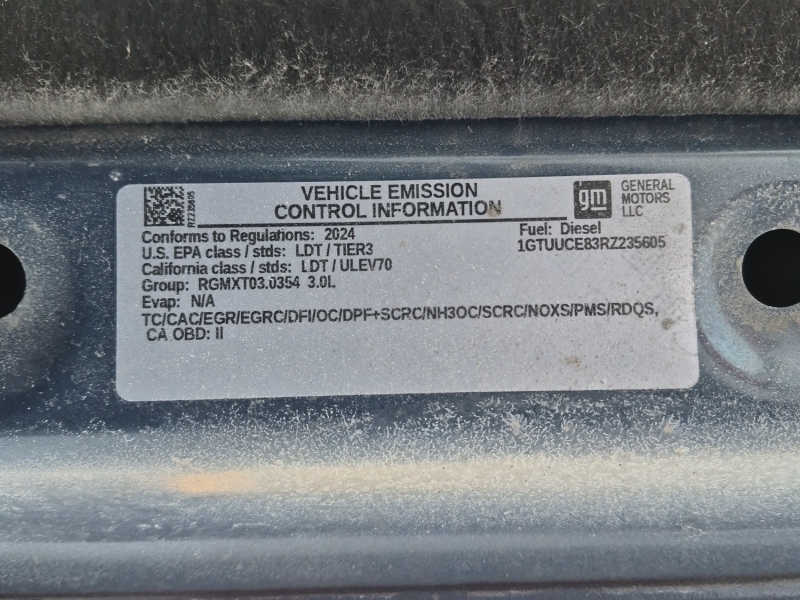 RZ235605
VEHICLE EMISSION
CONTROL INFORMATION
gm
GENERAL
MOTORS
LLC
Conforms to Regulations: 2024
Fuel: Diesel
U.S. EPA class / stds: LDT / TIER3
1GTUUCE83RZ235605
California class / stds: LDT / ULEV70
Group: RGMXT03.0354 3.0L
Evap: N/A
TC/CAC/EGR/EGRC/DFI/OC/DPF+SCRC/NH3OC/SCRC/NOXS/PMS/RDQS,
CA OBD: II